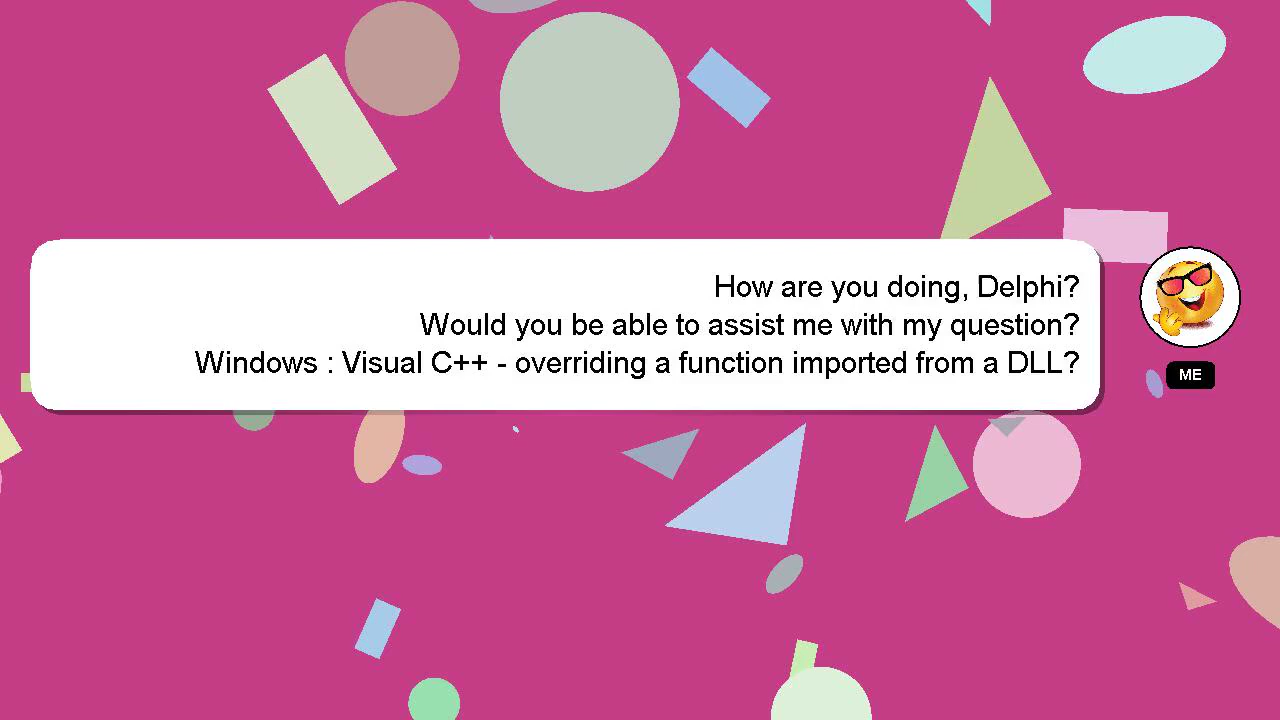 How are you doing, Delphi?
Would you be able to assist me with my question?
Windows : Visual C++ - overriding a function imported from a DLL?
ME